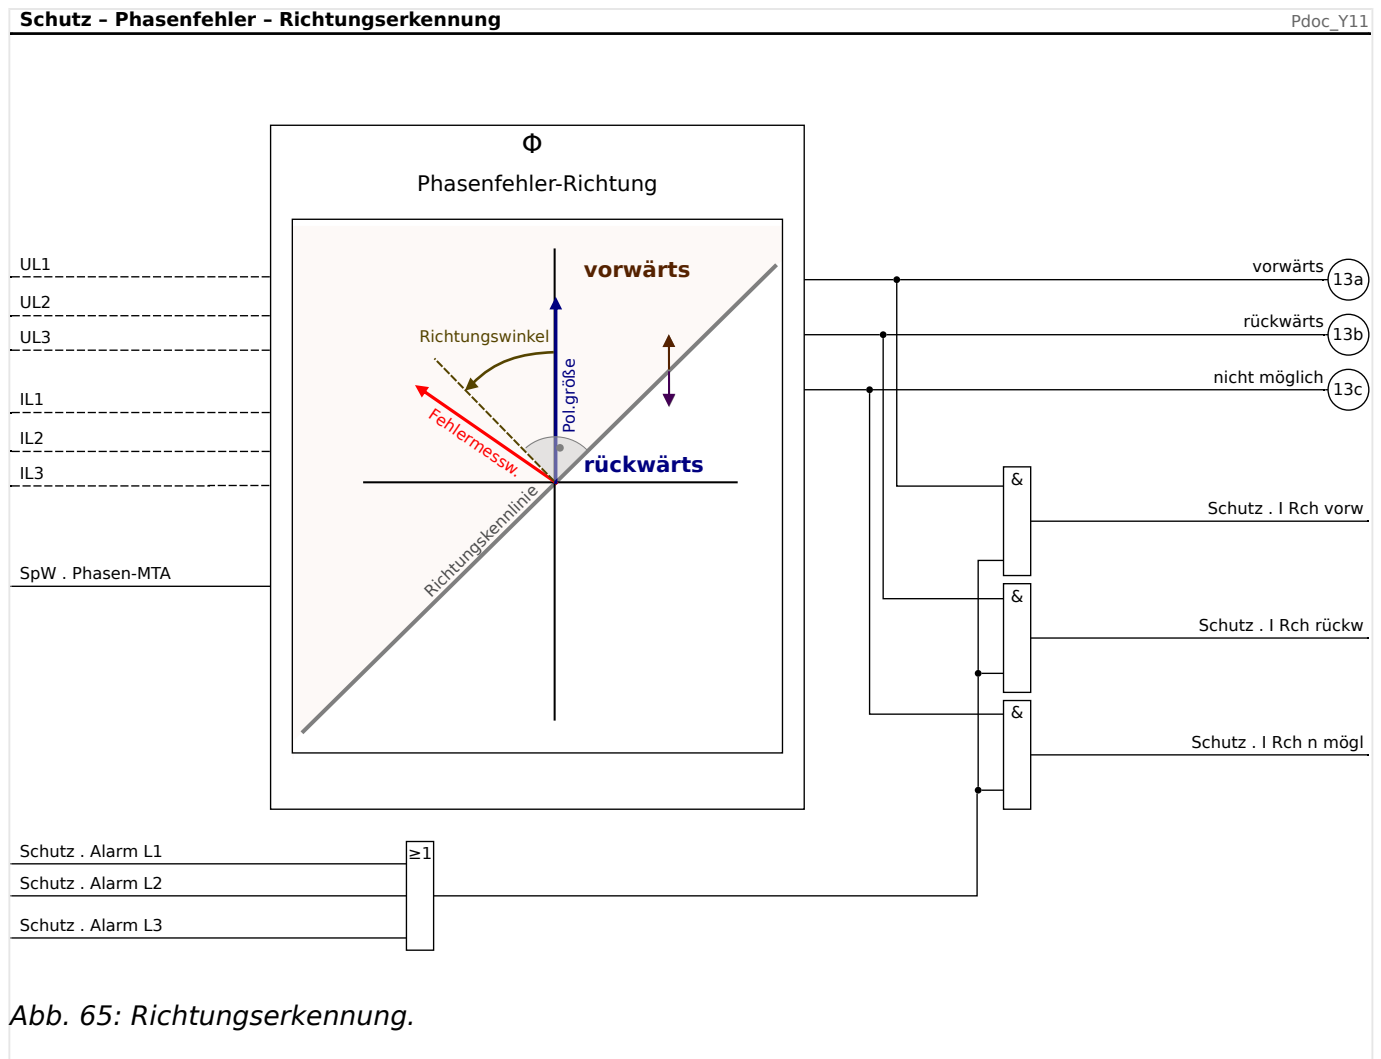 Schutz – Phasenfehler – Richtungserkennung
Pdoc_Y11
Φ
Phasenfehler-Richtung
UL1
UL2
UL3
IL1
IL2
IL3
SpW . Phasen-MTA
vorwärts
Richtungswinkel
Pol.größe
Fehlermessw.
rückwärts
Richtungskennlinie
vorwärts
13a
rückwärts
13b
nicht möglich
13c
&
Schutz . I Rch vorw
&
Schutz . I Rch rückw
&
Schutz . I Rch n mögl
Schutz . Alarm L1
≥1
Schutz . Alarm L2
Schutz . Alarm L3
Abb. 65: Richtungserkennung.